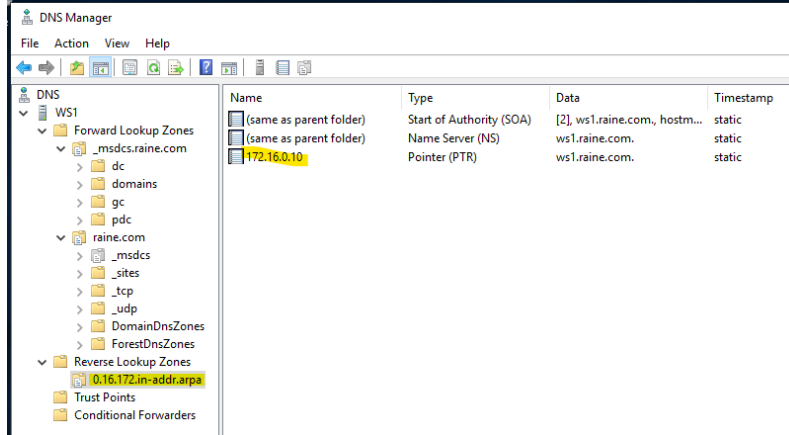 DNS Manager
File Action View Help
DNS
WS1
Forward Lookup Zones
_msdcs.raine.com
dc
domains
gc
pdc
raine.com
_msdcs
_sites
_tcp
_udp
DomainDnsZones
ForestDnsZones
Reverse Lookup Zones
0.16.172.in-addr.arpa
Trust Points
Conditional Forwarders
Name Type Data Timestamp
(same as parent folder) Start of Authority (SOA) [2], ws1.raine.com., hostm... static
(same as parent folder) Name Server (NS) ws1.raine.com. static
172.16.0.10 Pointer (PTR) ws1.raine.com. static